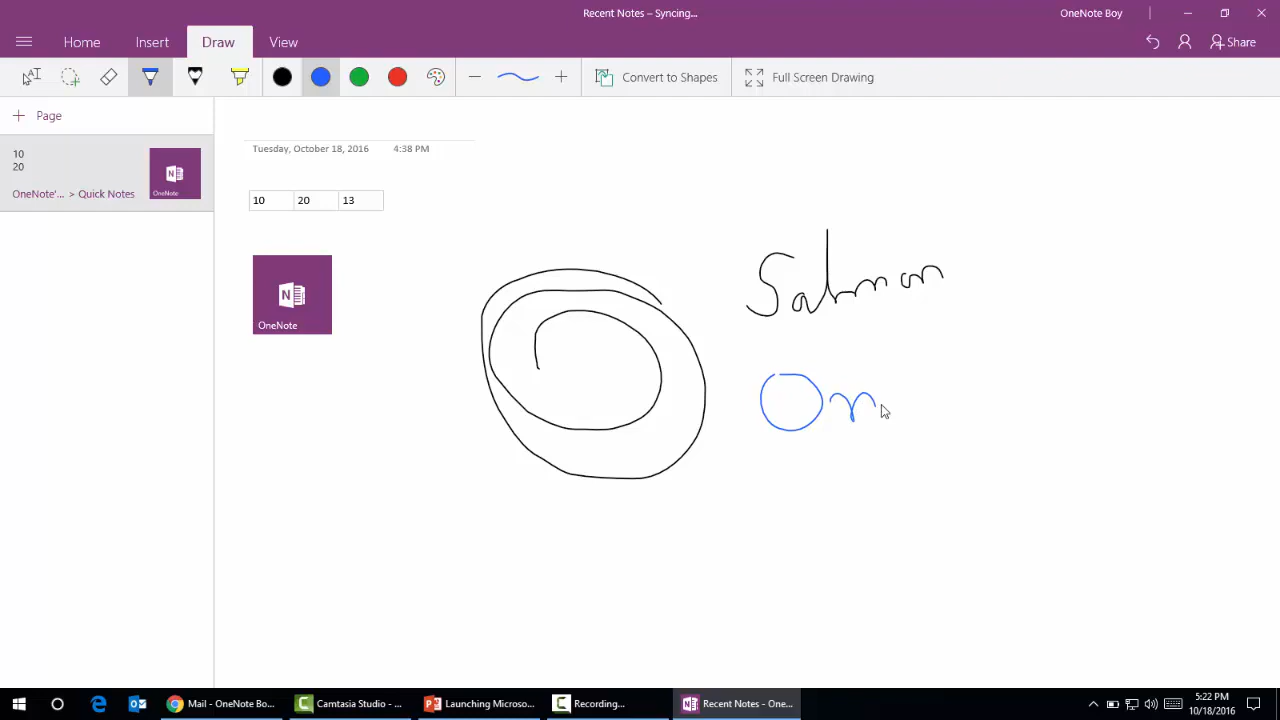 Recent Notes – Syncing...
OneNote Boy
Home Insert Draw View
Share
Convert to Shapes
Full Screen Drawing
Page
10
20
OneNote
OneNote'... > Quick Notes
Tuesday, October 18, 2016 4:38 PM
10 20 13
OneNote
Salman
On
Mail - OneNote Bo...
Camtasia Studio - ...
Launching Microso...
Recording...
Recent Notes - One...
5:22 PM
10/18/2016